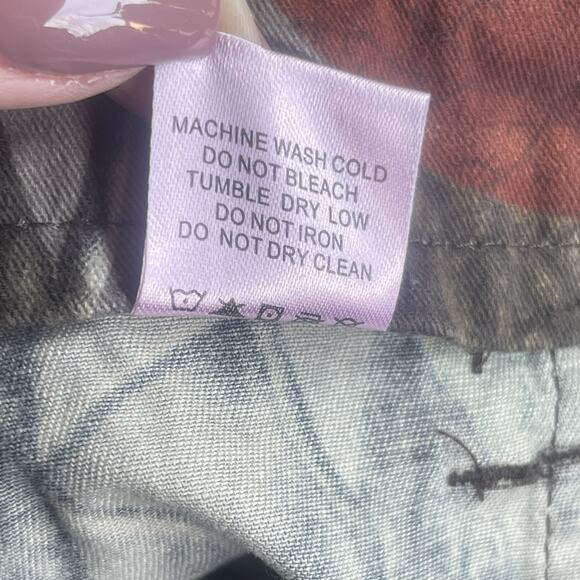 MACHINE WASH COLD
DO NOT BLEACH
TUMBLE DRY LOW
DO NOT IRON
DO NOT DRY CLEAN